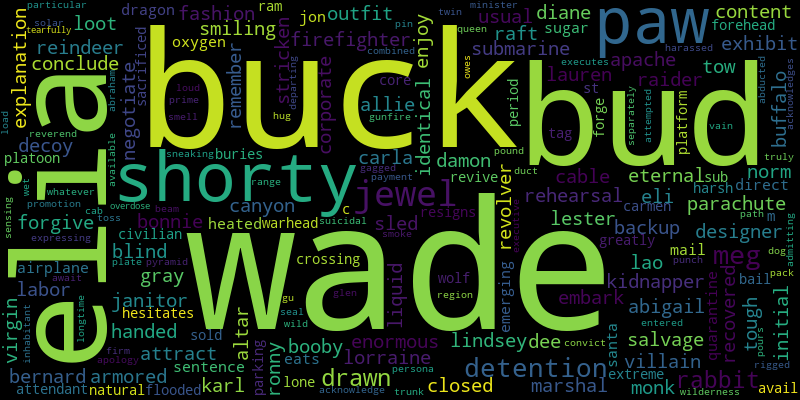 particular
solar
tearfully
dragon
fashion
ram
jon
outfit
pin
twin
minister
usual
diane
content
loot
smiling
firefighter
combined
queen
raft
sugar
forehead
reindeer
oxygen
submarine
harassed
exhibit
explanation
conclude
negotiate
sacrificed
buck
bud
paw
remember
stricken
corporate
core
allie
identical
enjoy
owes
executes
apache
lauren
raider
tow
acknowledges
abraham
loud
prime
smell
hug
gunfire
departing
period
st
forge
separately
attempted
platform
abducted
buffalo
load
decoy
reverend
platoon
available
sneaking
buries
gagged
carla
damon
pound
tag
vain
truly
ellie
shorty
range
payment
duct
revive
cable
eternal
sub
norm
whatever
overdose
jewel
revolver
rehearsal
eli
harsh
direct
promotion
cab
toss
beam
bonnie
canyon
suicidal
sled
resigns
carmen
parachute
path
m
sensing
wet
forgive
heated
warhead
c
smoke
lester
backup
designer
admitting
expressing
civilian
wade
greatly
blind
crossing
mail
meg
dog
airplane
plate
pyramid
wolf
lao
punch
bail
pack
await
gray
glen
region
emerging
kidnapper
quarantine
recovered
labor
longtime
janitor
seal
gu
liquid
embark
abigail
tough
initial
hesitates
wild
convict
entered
virgin
inhabitant
handed
sold
altar
parking
ronny
booby
enormous
lindsey
dee
santa
salvage
pours
firm
apology
attract
eats
lorraine
detention
villain
rigged
bernard
armored
sentence
persona
extreme
rabbit
attendant
natural
flooded
karl
lone
drawn
acknowledge
trunk
closed
marshal
monk
wilderness
avail